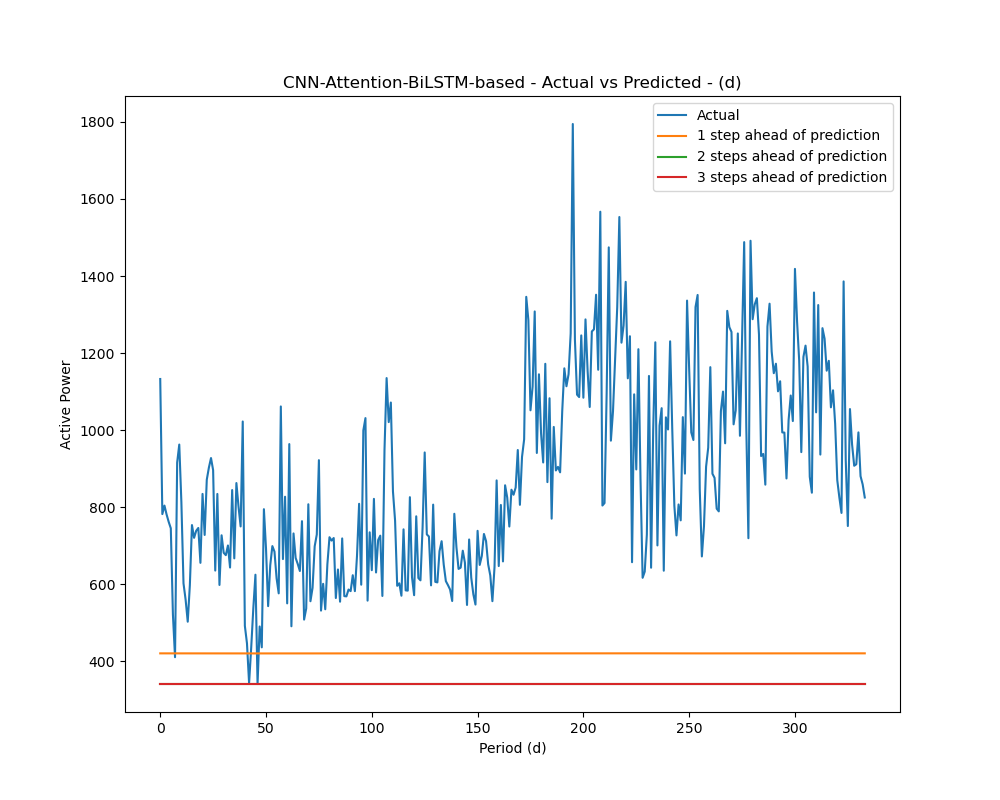 CNN-Attention-BiLSTM-based - Actual vs Predicted - (d)
Actual
1 step ahead of prediction
2 steps ahead of prediction
3 steps ahead of prediction
1800
1600
1400
1200
1000
800
600
400
Active Power
0 50 100 150 200 250 300
Period (d)